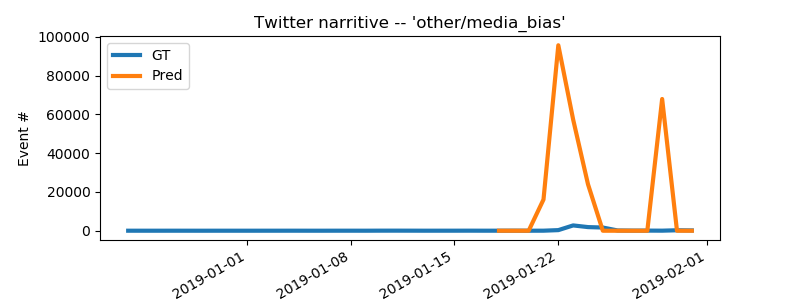 Twitter narritive -- 'other/media_bias'
GT
Pred
Event #
100000
80000
60000
40000
20000
0
2019-01-01
2019-01-08
2019-01-15
2019-01-22
2019-02-01